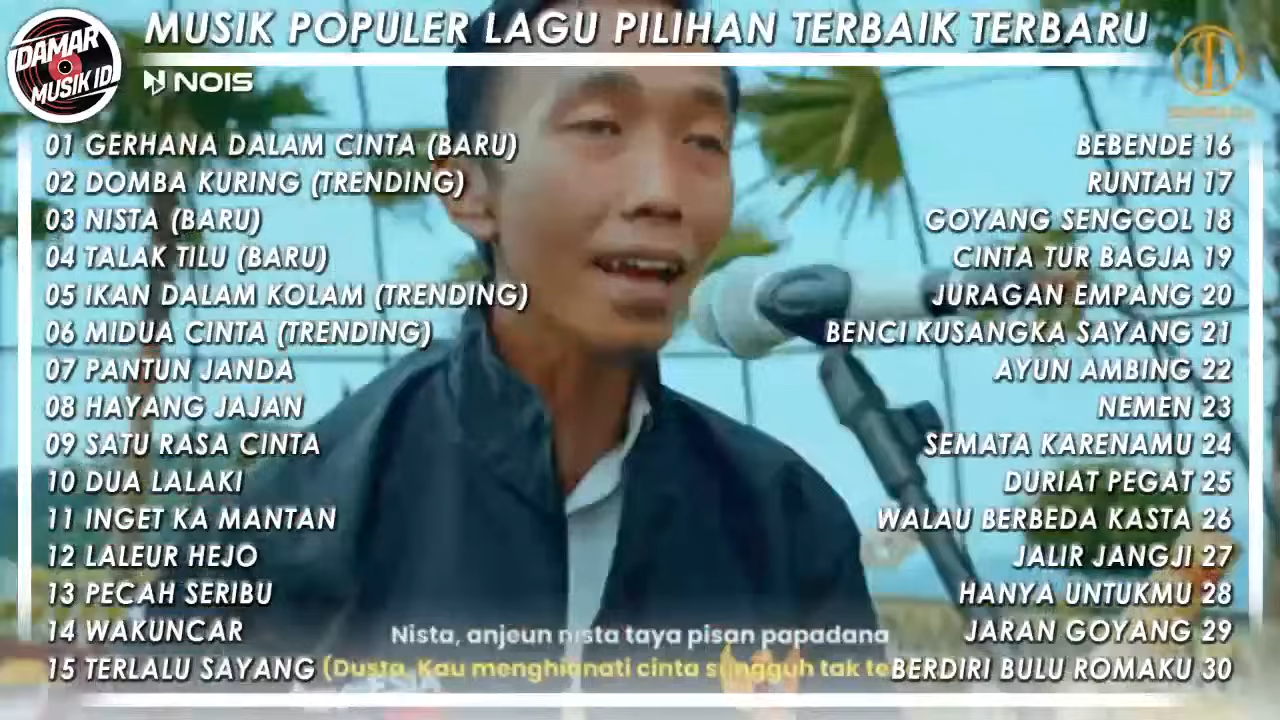 DAMAR
MUSIK ID
MUSIK POPULER LAGU PILIHAN TERBAIK TERBARU
NOIS
01 GERHANA DALAM CINTA (BARU)
02 DOMBA KURING (TRENDING)
03 NISTA (BARU)
04 TALAK TILU (BARU)
05 IKAN DALAM KOLAM (TRENDING)
06 MIDUA CINTA (TRENDING)
07 PANTUN JANDA
08 HAYANG JAJAN
09 SATU RASA CINTA
10 DUA LALAKI
11 INGET KA MANTAN
12 LALEUR HEJO
13 PECAH SERIBU
14 WAKUNCAR
15 TERLALU SAYANG
BEBENDE 16
RUNTAH 17
GOYANG SENGGOL 18
CINTA TUR BAGJA 19
JURAGAN EMPANG 20
BENCI KUSANGKA SAYANG 21
AYUN AMBING 22
NEMEN 23
SEMATA KARENAMU 24
DURIAT PEGAT 25
WALAU BERBEDA KASTA 26
JALIR JANGJI 27
HANYA UNTUKMU 28
JARAN GOYANG 29
BERDIRI BULU ROMAKU 30
Nista, anjeun nista taya pisan papadana
(Dusta, Kau menghianati cinta sungguh tak te